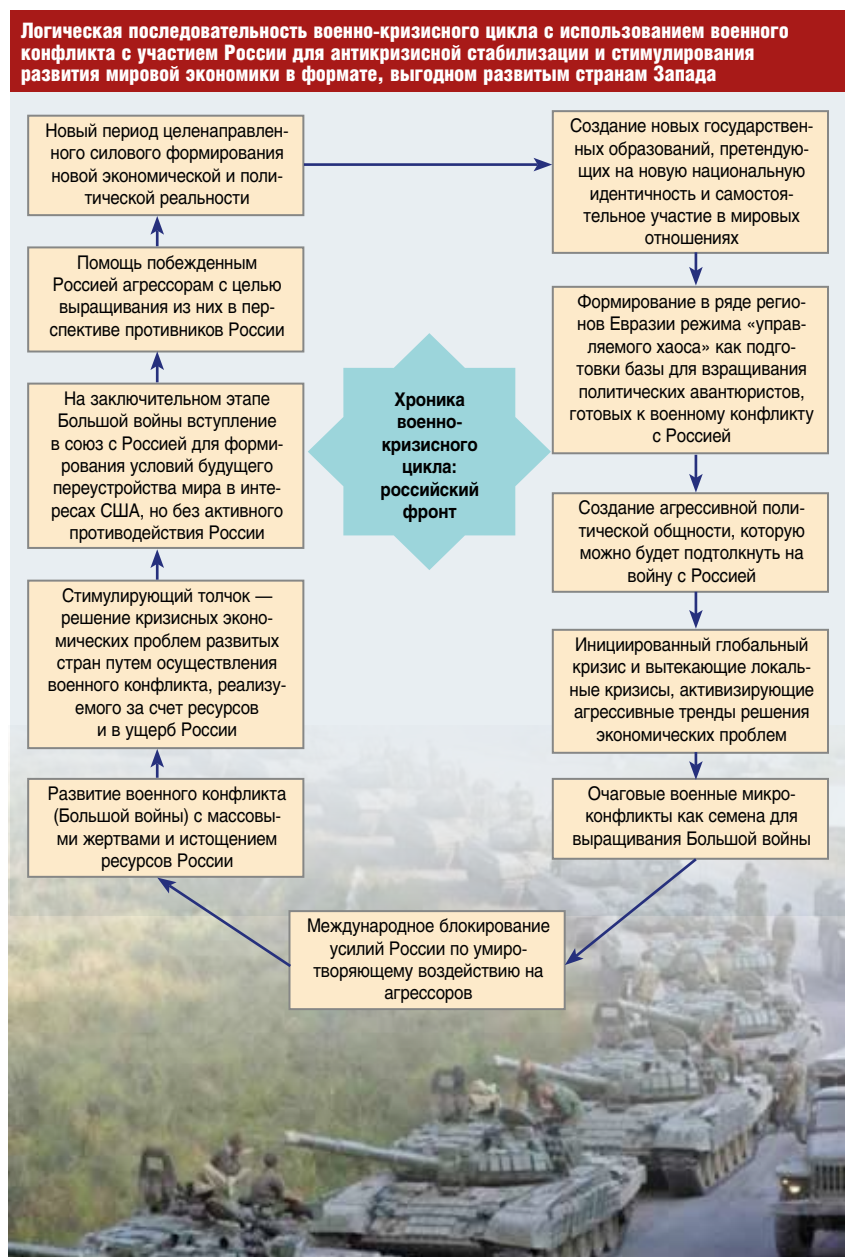 Логическая последовательность военно-кризисного цикла с использованием военного
конфликта с участием России для антикризисной стабилизации и стимулирования
развития мировой экономики в формате, выгодном развитым странам Запада
Новый период целенаправлен-
ного силового формирования
новой экономической и поли-
тической реальности
Создание новых государствен-
ных образований, претендую-
щих на новую национальную
идентичность и самостоя-
тельное участие в мировых
отношениях
Помощь побежденным
Россией агрессорам с целью
выращивания из них в пер-
спективе противников России
Формирование в ряде регио-
нов Евразии режима «управ-
ляемого хаоса» как подго-
товки базы для взращивания
политических авантюристов,
готовых к военному конфликту
с Россией
На заключительном этапе
Большой войны вступление
в союз с Россией для форми-
рования условий будущего
переустройства мира в инте-
ресах США, но без активного
противодействия России
Хроника
военно-
кризисного
цикла:
российский
фронт
Создание агрессивной поли-
тической общности, которую
можно будет подтолкнуть на
войну с Россией
Стимулирующий толчок —
решение кризисных эконо-
мических проблем развитых
стран путем осуществления
военного конфликта, реализу-
емого за счет ресурсов
и в ущерб России
Инициированный глобальный
кризис и вытекающие локаль-
ные кризисы, активизирующие
агрессивные тренды решения
экономических проблем
Развитие военного конфликта
(Большой войны) с массовы-
ми жертвами и истощением
ресурсов России
Очаговые военные микро-
конфликты как семена для
выращивания Большой войны
Международное блокирование
усилий России по умиро-
творяющему воздействию на
агрессоров